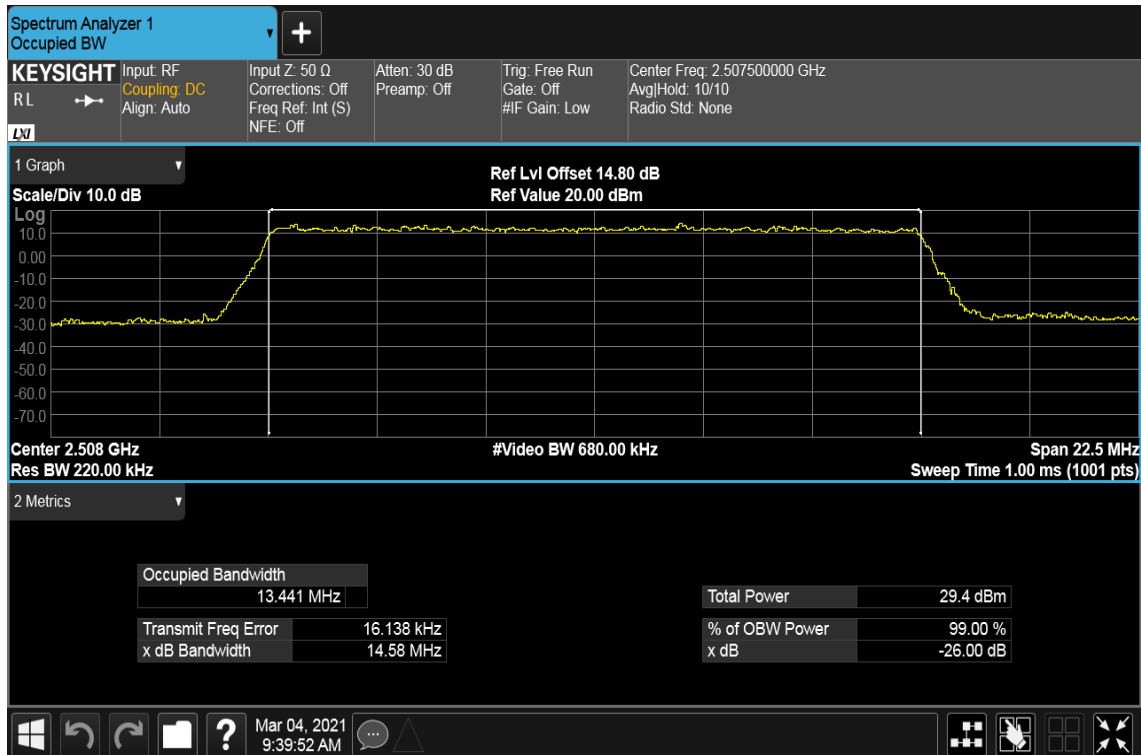 Spectrum Analyzer 1
Occupied BW
KEYSIGHT
R L
LXI
Input: RF
Coupling: DC
Align: Auto
Input Z: 50 Ω
Corrections: Off
Freq Ref: Int (S)
NFE: Off
Atten: 30 dB
Preamp: Off
Trig: Free Run
Gate: Off
#IF Gain: Low
Center Freq: 2.507500000 GHz
Avg|Hold: 10/10
Radio Std: None
1 Graph
Scale/Div 10.0 dB
Ref Lvl Offset 14.80 dB
Ref Value 20.00 dBm
Log
10.0
0.00
-10.0
-20.0
-30.0
-40.0
-50.0
-60.0
-70.0
Center 2.508 GHz
Res BW 220.00 kHz
#Video BW 680.00 kHz
Span 22.5 MHz
Sweep Time 1.00 ms (1001 pts)
2 Metrics
Occupied Bandwidth
13.441 MHz
Transmit Freq Error 16.138 kHz
x dB Bandwidth 14.58 MHz
Total Power 29.4 dBm
% of OBW Power 99.00 %
x dB -26.00 dB
?
Mar 04, 2021
9:39:52 AM